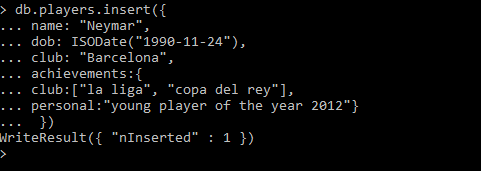 > db.players.insert({
... name: "Neymar",
... dob: ISODate("1990-11-24"),
... club: "Barcelona",
... achievements:{
... club:["la liga", "copa del rey"],
... personal:"young player of the year 2012"}
...  })
WriteResult({ "nInserted" : 1 })
>